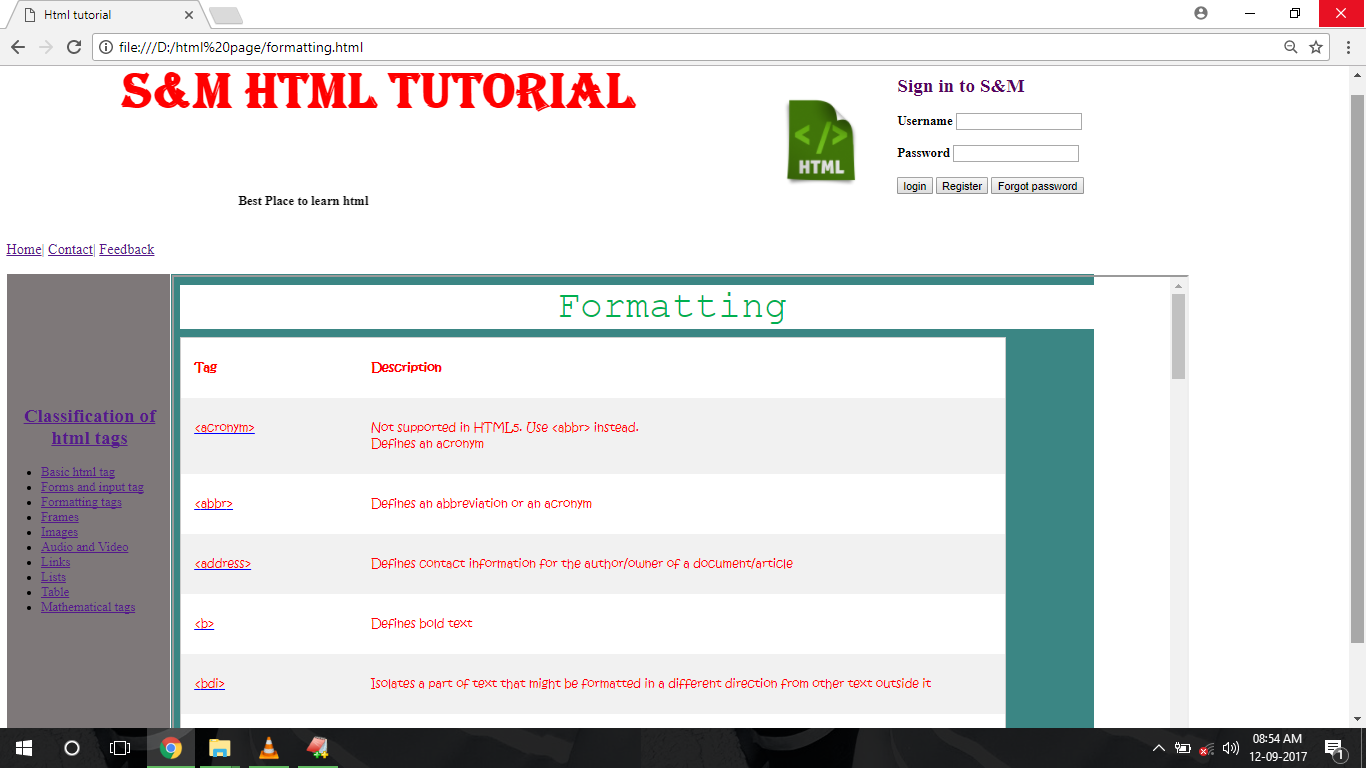 Html tutorial
file:///D:/html%20page/formatting.html
S&M HTML TUTORIAL
Sign in to S&M
Username
Password
HTML
login Register Forgot password
Best Place to learn html
Home| Contact| Feedback
Formatting
Classification of
html tags
Basic html tag
Forms and input tag
Formatting tags
Frames
Images
Audio and Video
Links
Lists
Table
Mathematical tags
Tag Description
<acronym> Not supported in HTML5. Use <abbr> instead.
Defines an acronym
<abbr> Defines an abbreviation or an acronym
<address> Defines contact information for the author/owner of a document/article
<b> Defines bold text
<bdi> Isolates a part of text that might be formatted in a different direction from other text outside it
08:54 AM
12-09-2017
1